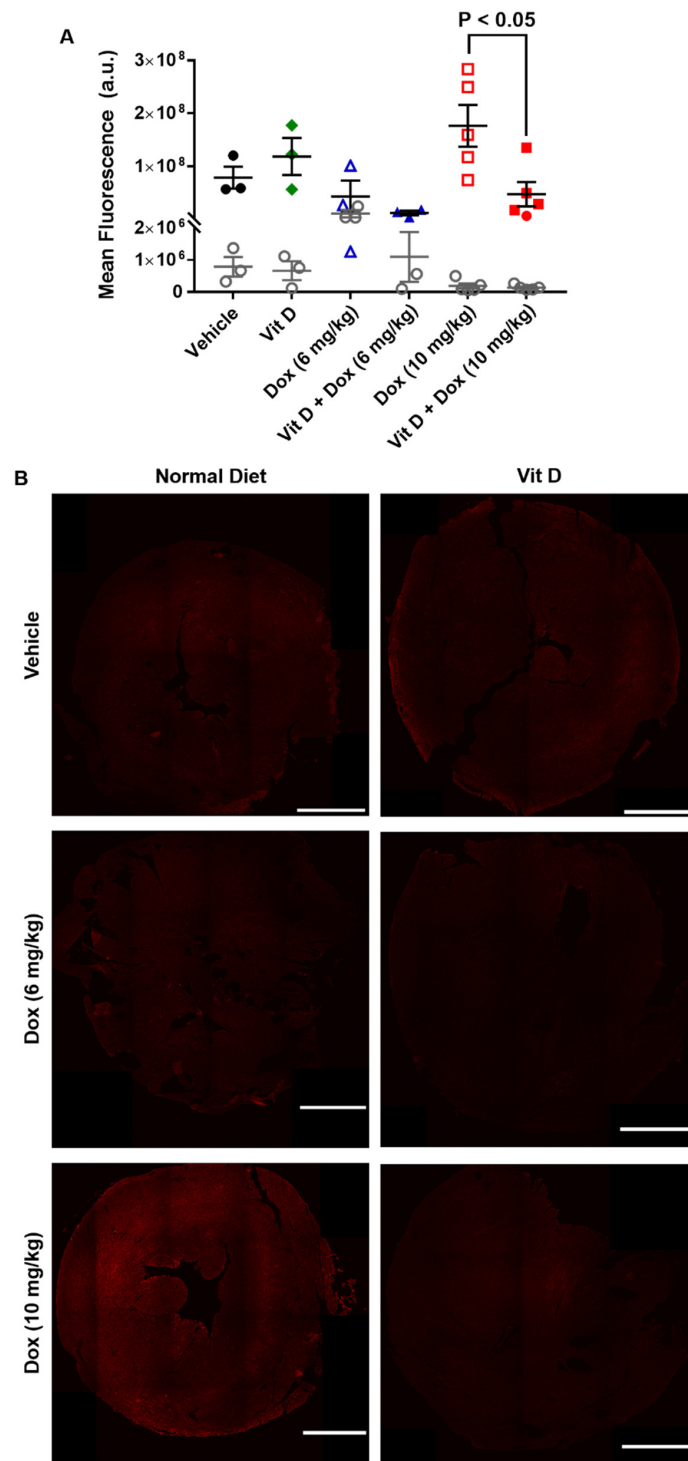 A
P < 0.05
Mean Fluorescence (a.u.)
3×10⁸
2×10⁸
1×10⁸
2×10⁶
1×10⁶
0
Vehicle
Vit D
Dox (6 mg/kg)
Vit D + Dox (6 mg/kg)
Dox (10 mg/kg)
Vit D + Dox (10 mg/kg)
B
Normal Diet
Vit D
Vehicle
Dox (6 mg/kg)
Dox (10 mg/kg)